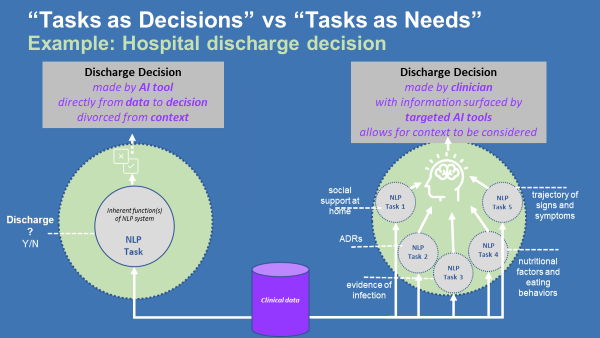 “Tasks as Decisions” vs “Tasks as Needs”
Example: Hospital discharge decision
Discharge Decision
made by AI tool
directly from data to decision
divorced from context
Discharge
?
Y/N
Inherent function(s)
of NLP system
NLP
Task
Clinical data
Discharge Decision
made by clinician
with information surfaced by
targeted AI tools
allows for context to be considered
social
support at
home
NLP
Task 1
ADRs
NLP
Task 2
evidence of
infection
NLP
Task 3
NLP
Task 4
nutritional
factors and
eating
behaviors
NLP
Task 5
trajectory of
signs and
symptoms